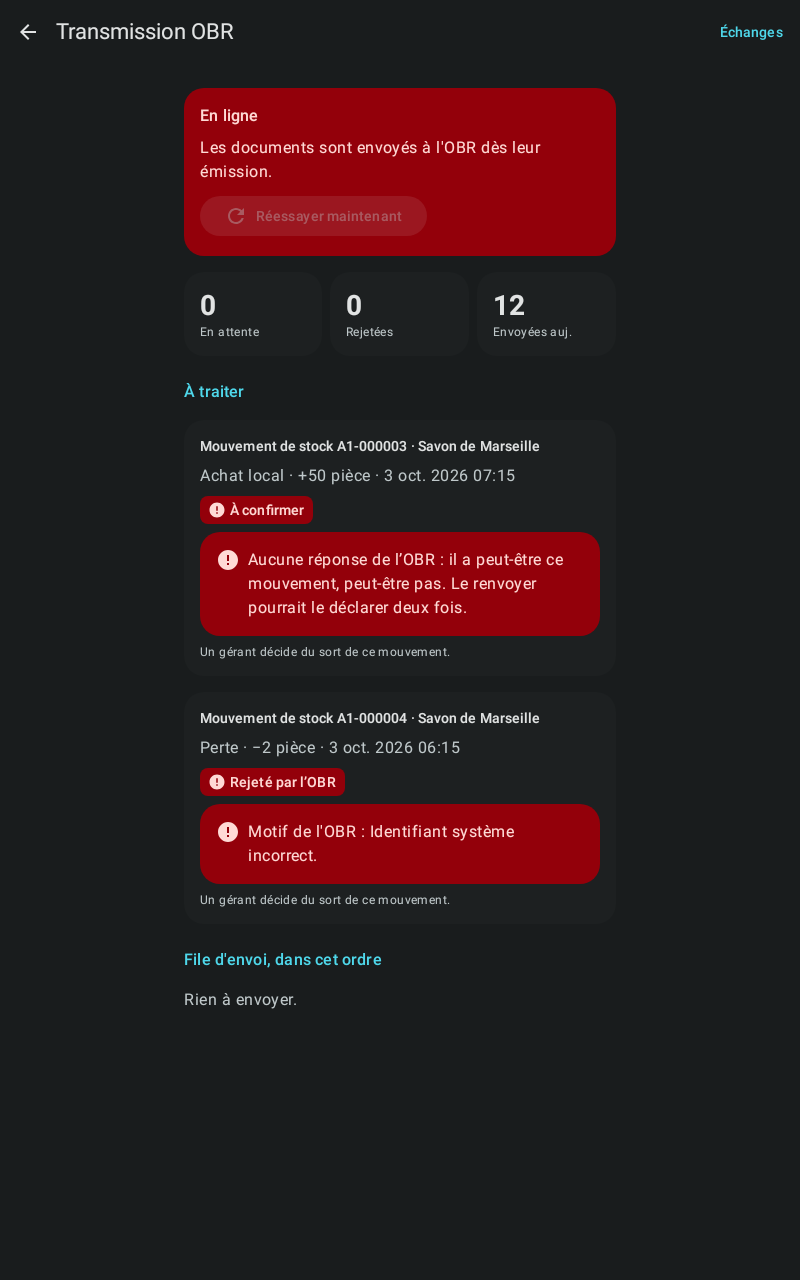 Transmission OBR
Échanges
En ligne
Les documents sont envoyés à l'OBR dès leur
émission.
Réessayer maintenant
0
En attente
0
Rejetées
12
Envoyées auj.
À traiter
Mouvement de stock A1-000003 · Savon de Marseille
Achat local · +50 pièce · 3 oct. 2026 07:15
À confirmer
Aucune réponse de l’OBR : il a peut-être ce
mouvement, peut-être pas. Le renvoyer
pourrait le déclarer deux fois.
Un gérant décide du sort de ce mouvement.
Mouvement de stock A1-000004 · Savon de Marseille
Perte · −2 pièce · 3 oct. 2026 06:15
Rejeté par l’OBR
Motif de l'OBR : Identifiant système
incorrect.
Un gérant décide du sort de ce mouvement.
File d'envoi, dans cet ordre
Rien à envoyer.